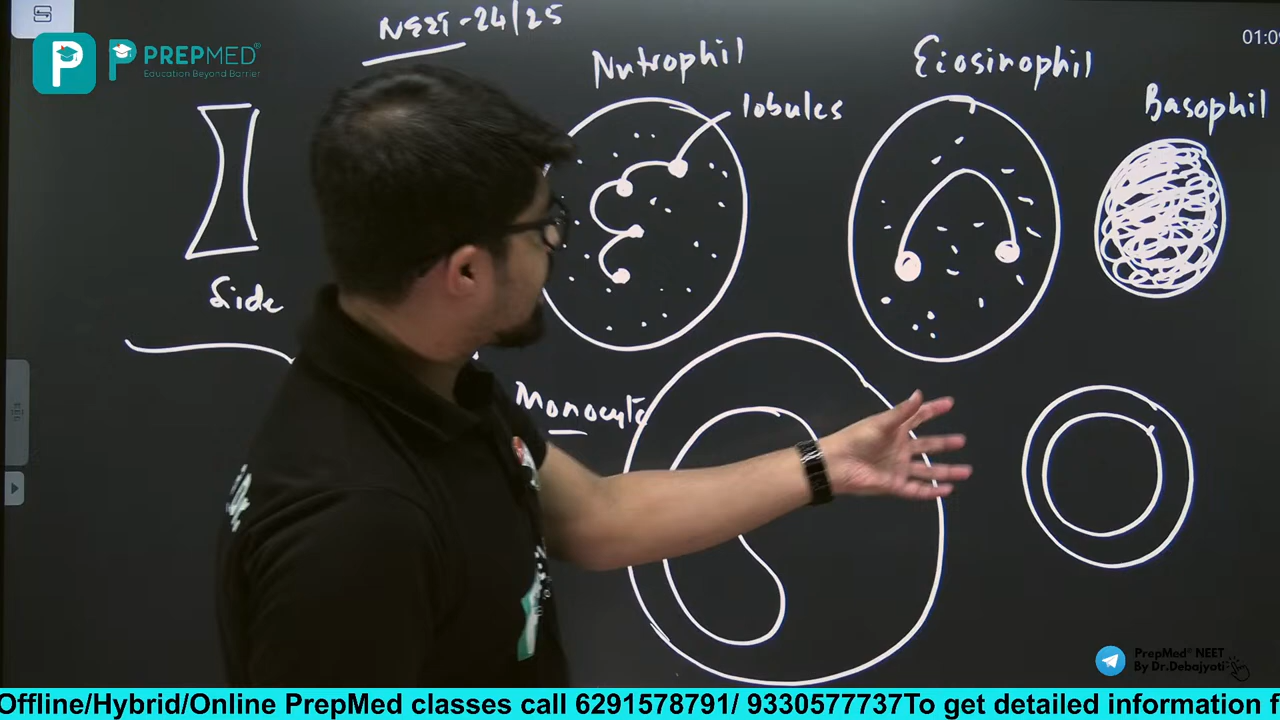 NEET-24/25
01:09
P PREPMED®
Education Beyond Barrier
Nutrophil
Eiosinophil
Basophil
lobules
Side
Monocyte
PrepMed® NEET
By Dr.Debajyoti
Offline/Hybrid/Online PrepMed classes call 6291578791/ 9330577737To get detailed information f